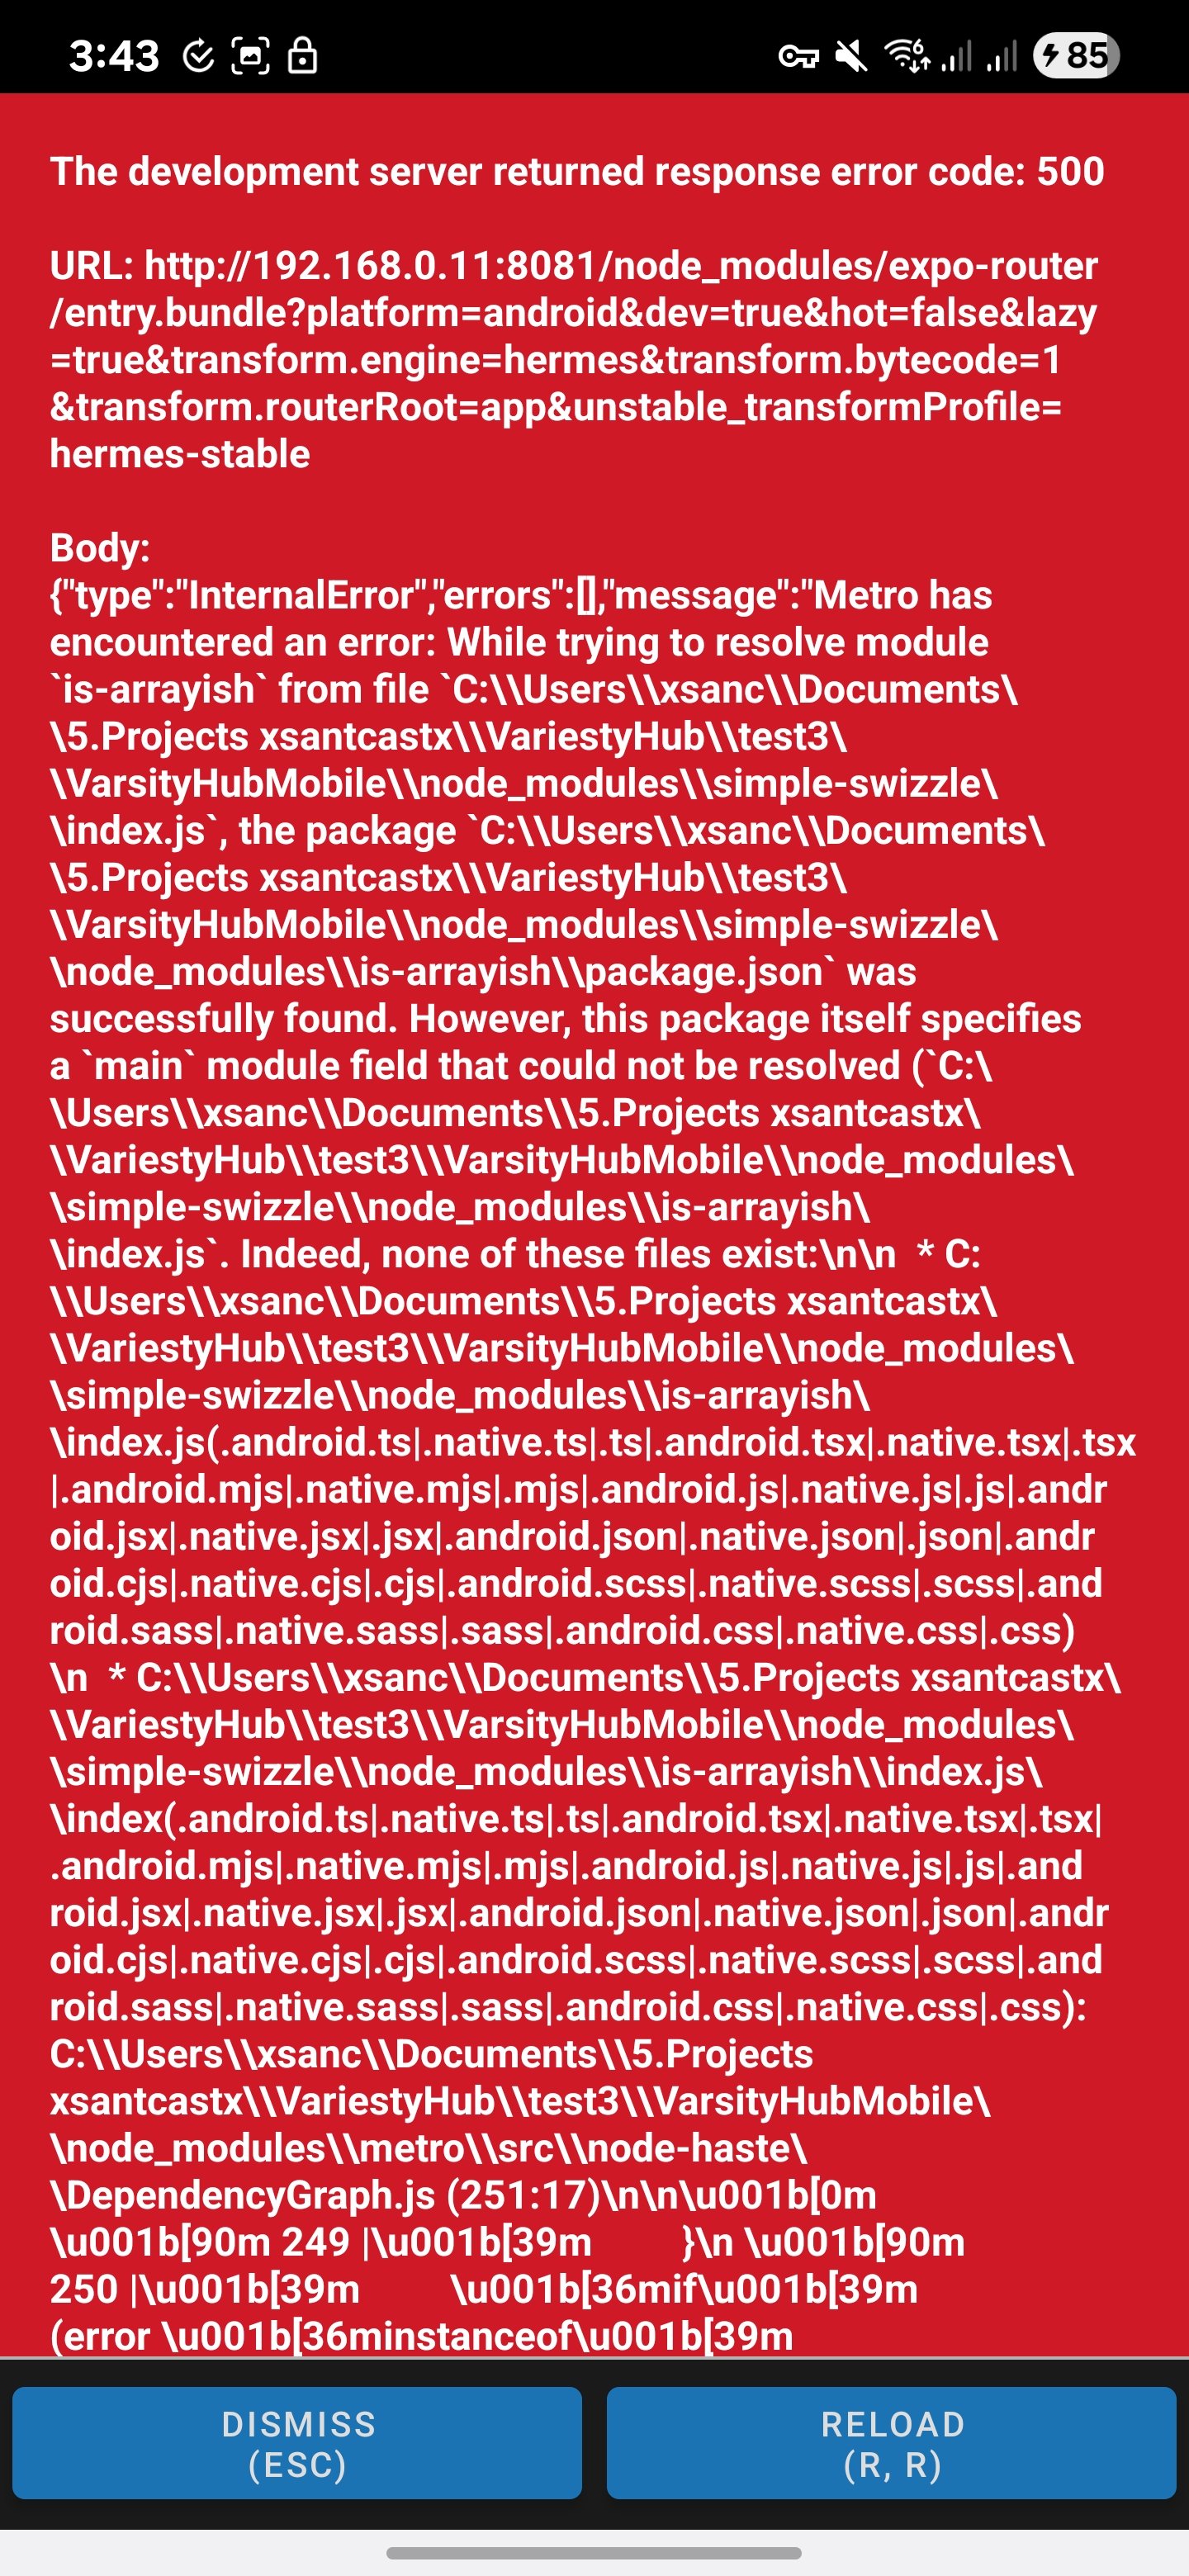 3:43
6
85
The development server returned response error code: 500
URL: http://192.168.0.11:8081/node_modules/expo-router
/entry.bundle?platform=android&dev=true&hot=false&lazy
=true&transform.engine=hermes&transform.bytecode=1
&transform.routerRoot=app&unstable_transformProfile=
hermes-stable
Body:
{"type":"InternalError","errors":[],"message":"Metro has
encountered an error: While trying to resolve module
`is-arrayish` from file `C:\\Users\\xsanc\\Documents\
\5.Projects xsantcastx\\VariestyHub\\test3\
\VarsityHubMobile\\node_modules\\simple-swizzle\
\index.js`, the package `C:\\Users\\xsanc\\Documents\
\5.Projects xsantcastx\\VariestyHub\\test3\
\VarsityHubMobile\\node_modules\\simple-swizzle\
\node_modules\\is-arrayish\\package.json` was
successfully found. However, this package itself specifies
a `main` module field that could not be resolved (`C:\
\Users\\xsanc\\Documents\\5.Projects xsantcastx\
\VariestyHub\\test3\\VarsityHubMobile\\node_modules\
\simple-swizzle\\node_modules\\is-arrayish\
\index.js`. Indeed, none of these files exist:\n\n  * C:
\\Users\\xsanc\\Documents\\5.Projects xsantcastx\
\VariestyHub\\test3\\VarsityHubMobile\\node_modules\
\simple-swizzle\\node_modules\\is-arrayish\
\index.js(.android.ts|.native.ts|.ts|.android.tsx|.native.tsx|.tsx
|.android.mjs|.native.mjs|.mjs|.android.js|.native.js|.js|.andr
oid.jsx|.native.jsx|.jsx|.android.json|.native.json|.json|.andr
oid.cjs|.native.cjs|.cjs|.android.scss|.native.scss|.scss|.and
roid.sass|.native.sass|.sass|.android.css|.native.css|.css)
\n  * C:\\Users\\xsanc\\Documents\\5.Projects xsantcastx\
\VariestyHub\\test3\\VarsityHubMobile\\node_modules\
\simple-swizzle\\node_modules\\is-arrayish\\index.js\
\index(.android.ts|.native.ts|.ts|.android.tsx|.native.tsx|.tsx|
.android.mjs|.native.mjs|.mjs|.android.js|.native.js|.js|.and
roid.jsx|.native.jsx|.jsx|.android.json|.native.json|.json|.andr
oid.cjs|.native.cjs|.cjs|.android.scss|.native.scss|.scss|.and
roid.sass|.native.sass|.sass|.android.css|.native.css|.css):
C:\\Users\\xsanc\\Documents\\5.Projects
xsantcastx\\VariestyHub\\test3\\VarsityHubMobile\
\node_modules\\metro\\src\\node-haste\
\DependencyGraph.js (251:17)\n\n\u001b[0m
\u001b[90m 249 |\u001b[39m         }\n \u001b[90m
250 |\u001b[39m         \u001b[36mif\u001b[39m
(error \u001b[36minstanceof\u001b[39m
DISMISS
(ESC)
RELOAD
(R, R)